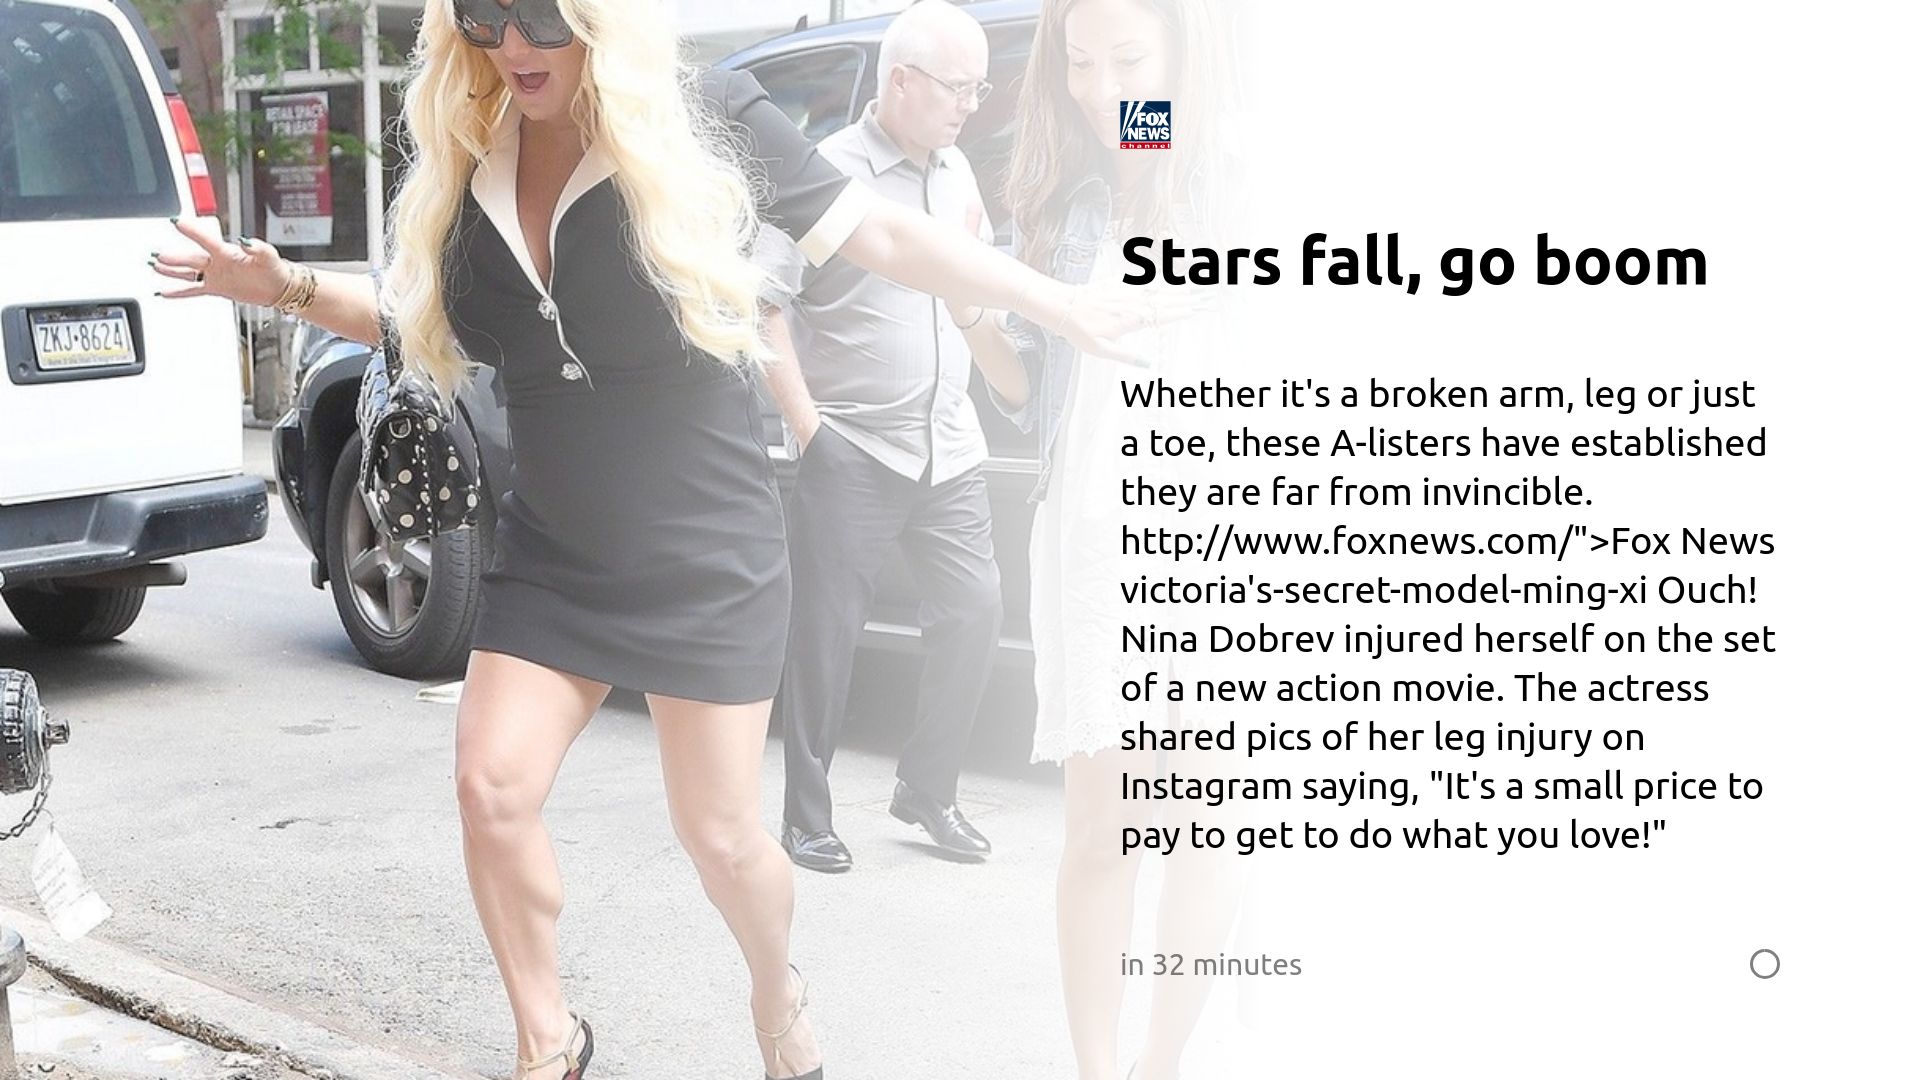 RETAIL SPACE
FOR LEASE
ZKJ•8624
FOX
NEWS
channel
Stars fall, go boom
Whether it's a broken arm, leg or just
a toe, these A-listers have established
they are far from invincible.
http://www.foxnews.com/">Fox News
victoria's-secret-model-ming-xi Ouch!
Nina Dobrev injured herself on the set
of a new action movie. The actress
shared pics of her leg injury on
Instagram saying, "It's a small price to
pay to get to do what you love!"
in 32 minutes